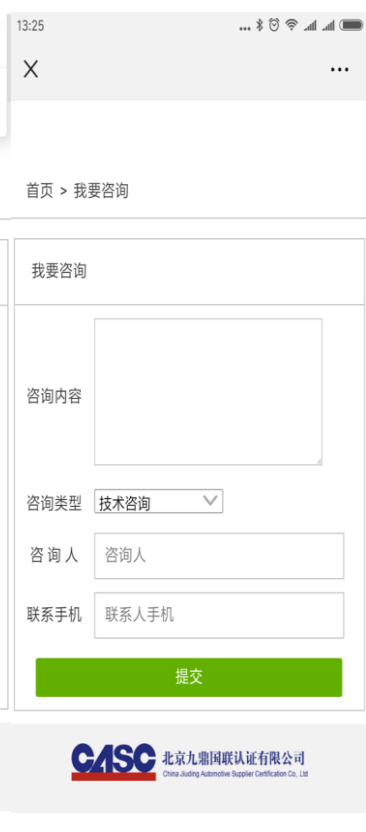 13:25
首页 > 我要咨询
我要咨询
咨询内容
咨询类型 技术咨询
咨询人 咨询人
联系手机 联系人手机
提交
CASC 北京九鼎国联认证有限公司
China Jiuding Automotive Supplier Certification Co., Ltd